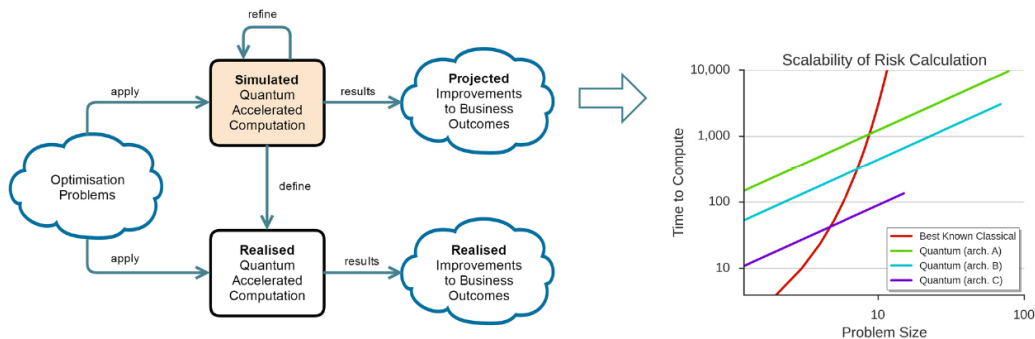 refine
Simulated
Quantum
Accelerated
Computation
apply
results
Projected
Improvements
to Business
Outcomes
Optimisation
Problems
define
apply
Realised
Quantum
Accelerated
Computation
results
Realised
Improvements
to Business
Outcomes
Scalability of Risk Calculation
10,000
1,000
100
10
Time to Compute
Best Known Classical
Quantum (arch. A)
Quantum (arch. B)
Quantum (arch. C)
10
100
Problem Size